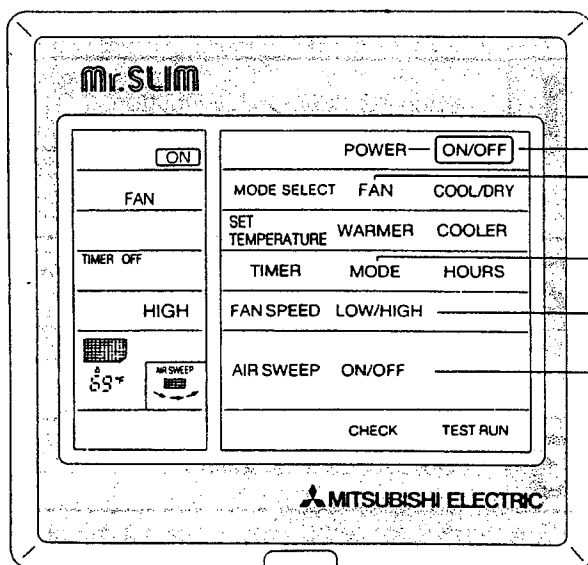 Mr.SLIM
ON
FAN
TIMER OFF
HIGH
69°F
AIR SWEEP
POWER ON/OFF
MODE SELECT FAN COOL/DRY
SET TEMPERATURE WARMER COOLER
TIMER MODE HOURS
FAN SPEED LOW/HIGH
AIR SWEEP ON/OFF
CHECK TEST RUN
MITSUBISHI ELECTRIC